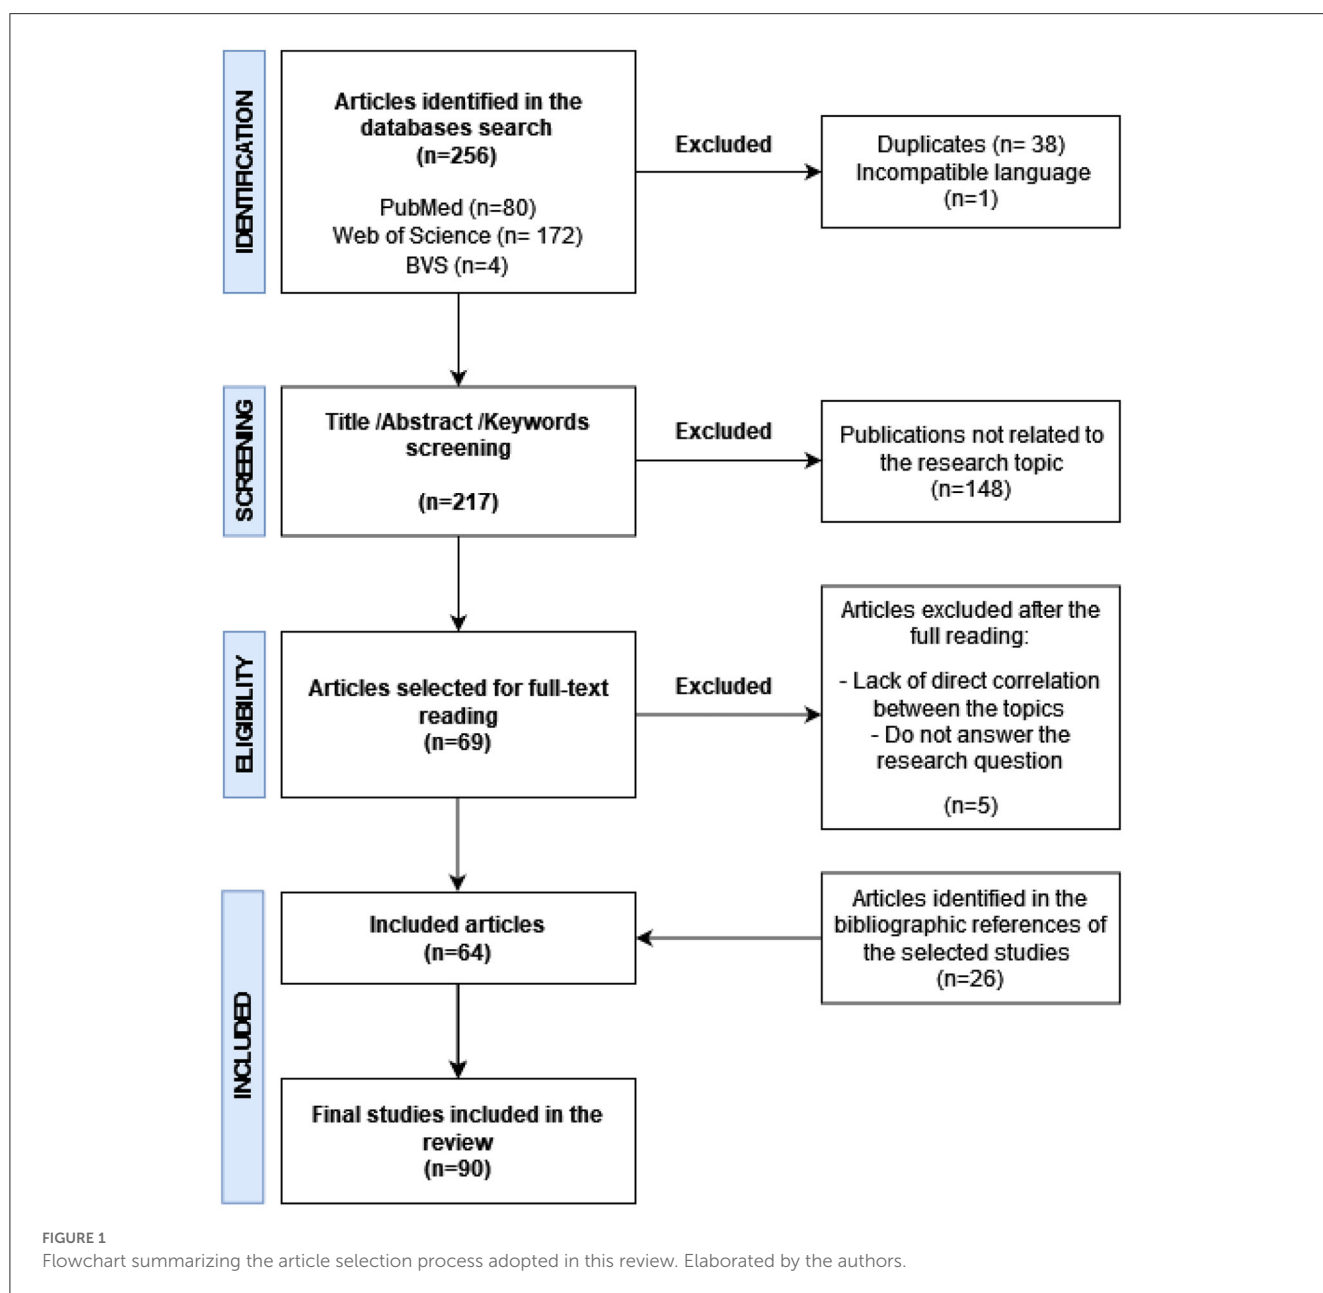 IDENTIFICATION
Articles identified in the
databases search
(n=256)
PubMed (n=80)
Web of Science (n= 172)
BVS (n=4)
Excluded
Duplicates (n= 38)
Incompatible language
(n=1)
SCREENING
Title /Abstract /Keywords
screening
(n=217)
Excluded
Publications not related to
the research topic
(n=148)
ELIGIBILITY
Articles selected for full-text
reading
(n=69)
Excluded
Articles excluded after the
full reading:
- Lack of direct correlation
between the topics
- Do not answer the
research question
(n=5)
INCLUDED
Included articles
(n=64)
Articles identified in the
bibliographic references of
the selected studies
(n=26)
Final studies included in the
review
(n=90)
FIGURE 1
Flowchart summarizing the article selection process adopted in this review. Elaborated by the authors.